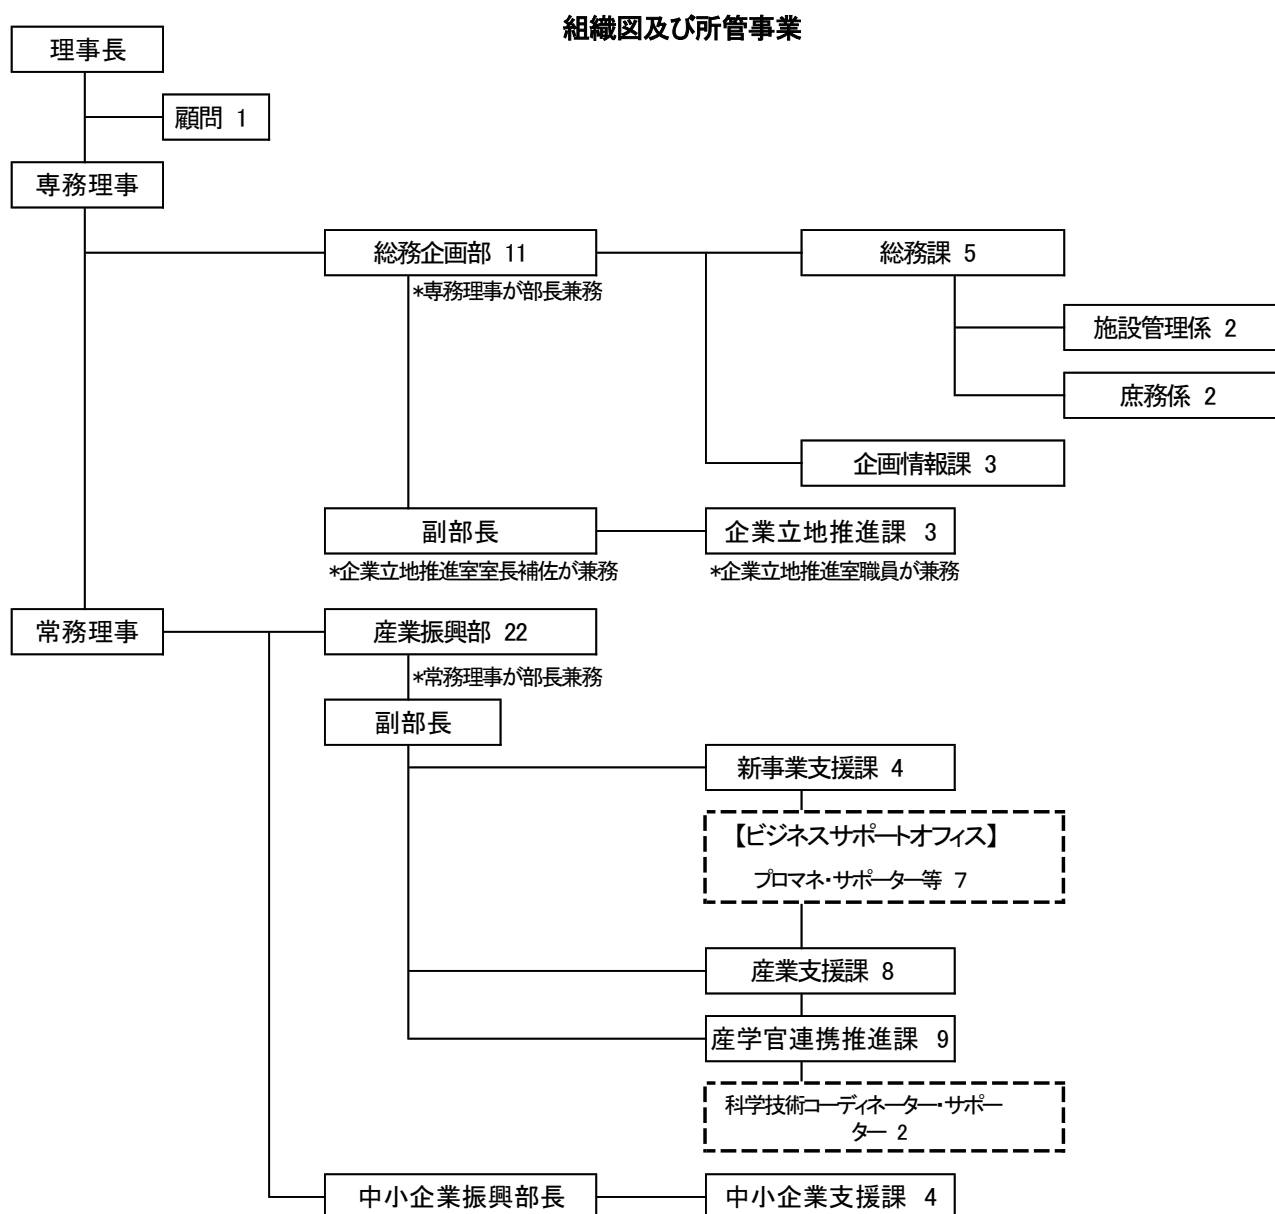 組織図及び所管事業
理事長
顧問 1
専務理事
総務企画部 11
*専務理事が部長兼務
総務課 5
施設管理係 2
庶務係 2
企画情報課 3
副部長
*企業立地推進室室長補佐が兼務
企業立地推進課 3
*企業立地推進室職員が兼務
常務理事
産業振興部 22
*常務理事が部長兼務
副部長
新事業支援課 4
【ビジネスサポートオフィス】
プロマネ・サポーター等 7
産業支援課 8
産学官連携推進課 9
科学技術コーディネーター・サポー
ター 2
中小企業振興部長
中小企業支援課 4